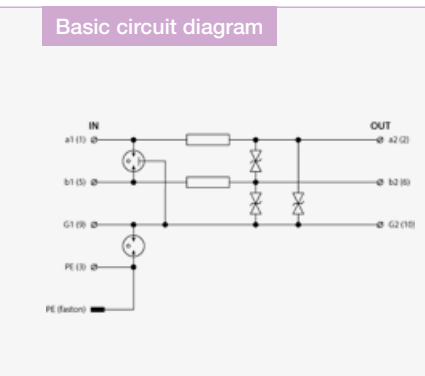 Basic circuit diagram
IN OUT
a1 (1) a2 (2)
b1 (5) b2 (6)
G1 (9) G2 (10)
PE (3)
PE (faston)